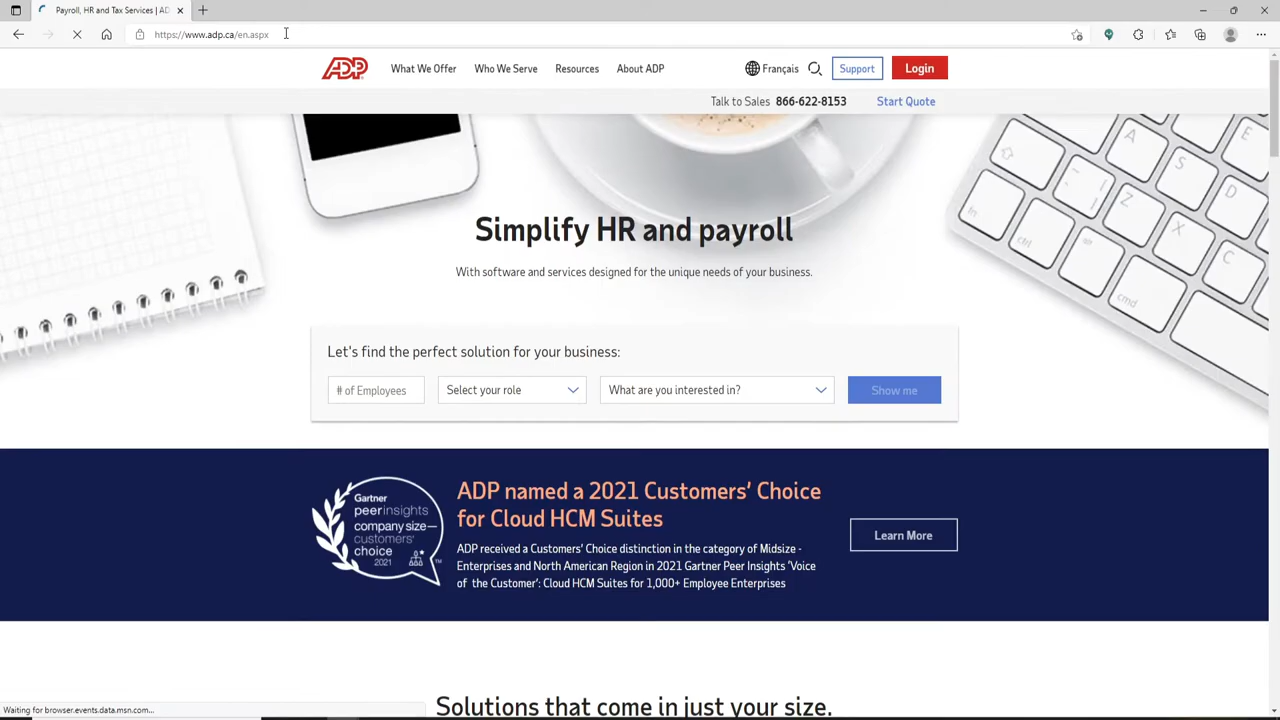 Payroll, HR and Tax Services | AD
https://www.adp.ca/en.aspx
ADP
What We Offer
Who We Serve
Resources
About ADP
Français
Support
Login
Talk to Sales 866-622-8153
Start Quote
A
S
E
D
Z
X
C
fn
ctrl
alt
cmd
Simplify HR and payroll
With software and services designed for the unique needs of your business.
Let's find the perfect solution for your business:
# of Employees
Select your role
What are you interested in?
Show me
Gartner
peerinsights
company size—
customers'
choice
2021
TM
ADP named a 2021 Customers' Choice
for Cloud HCM Suites
ADP received a Customers' Choice distinction in the category of Midsize -
Enterprises and North American Region in 2021 Gartner Peer Insights 'Voice
of the Customer': Cloud HCM Suites for 1,000+ Employee Enterprises
Learn More
Solutions that come in just your size.
Waiting for browser.events.data.msn.com...